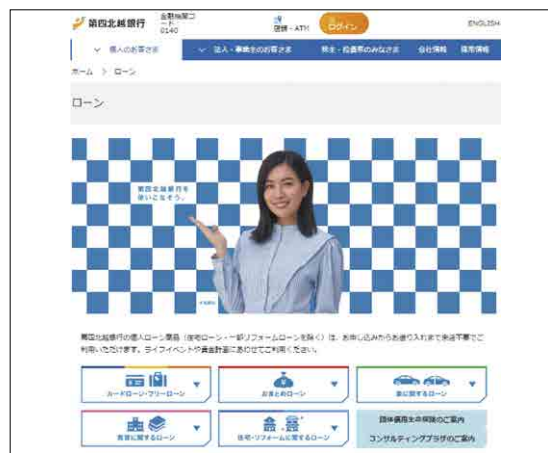 第四北越銀行
金融機関コ
ード
0140
店舗・ATM
ログイン
ENGLISH
個人のお客さま
法人・事業主のお客さま
株主・投資家のみなさま
会社情報
採用情報
ホーム > ローン
ローン
第四北越銀行を
使いこなそう。
第四北越銀行の個人ローン商品（住宅ローン・一部リフォームローンを除く）は、お申し込みからお借り入れまで来店不要でご
利用いただけます。ライフイベントや資金計画にあわせてご利用ください。
カードローン・フリーローン
おまとめローン
車に関するローン
教育に関するローン
住宅・リフォームに関するローン
団体信用生命保険のご案内
コンサルティングプラザのご案内